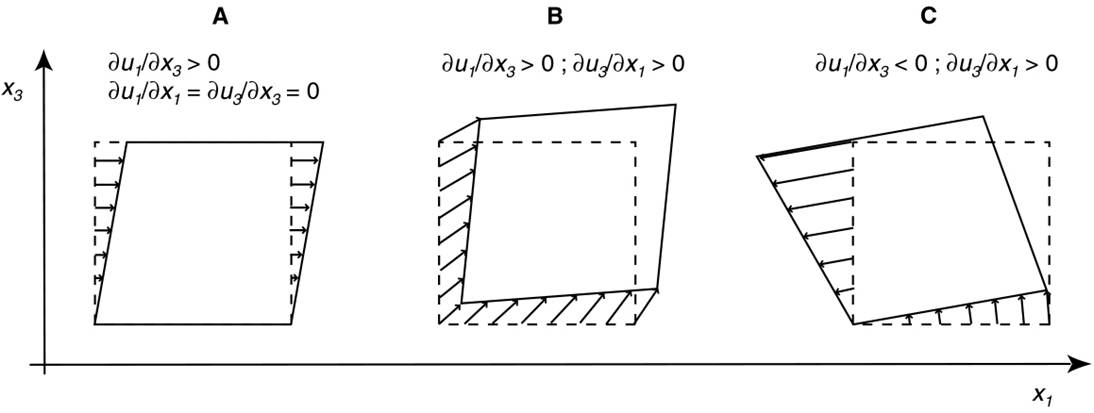 A
B
C
∂u₁/∂x₃ > 0
∂u₁/∂x₁ = ∂u₃/∂x₃ = 0
∂u₁/∂x₃ > 0 ; ∂u₃/∂x₁ > 0
∂u₁/∂x₃ < 0 ; ∂u₃/∂x₁ > 0
x₃
x₁